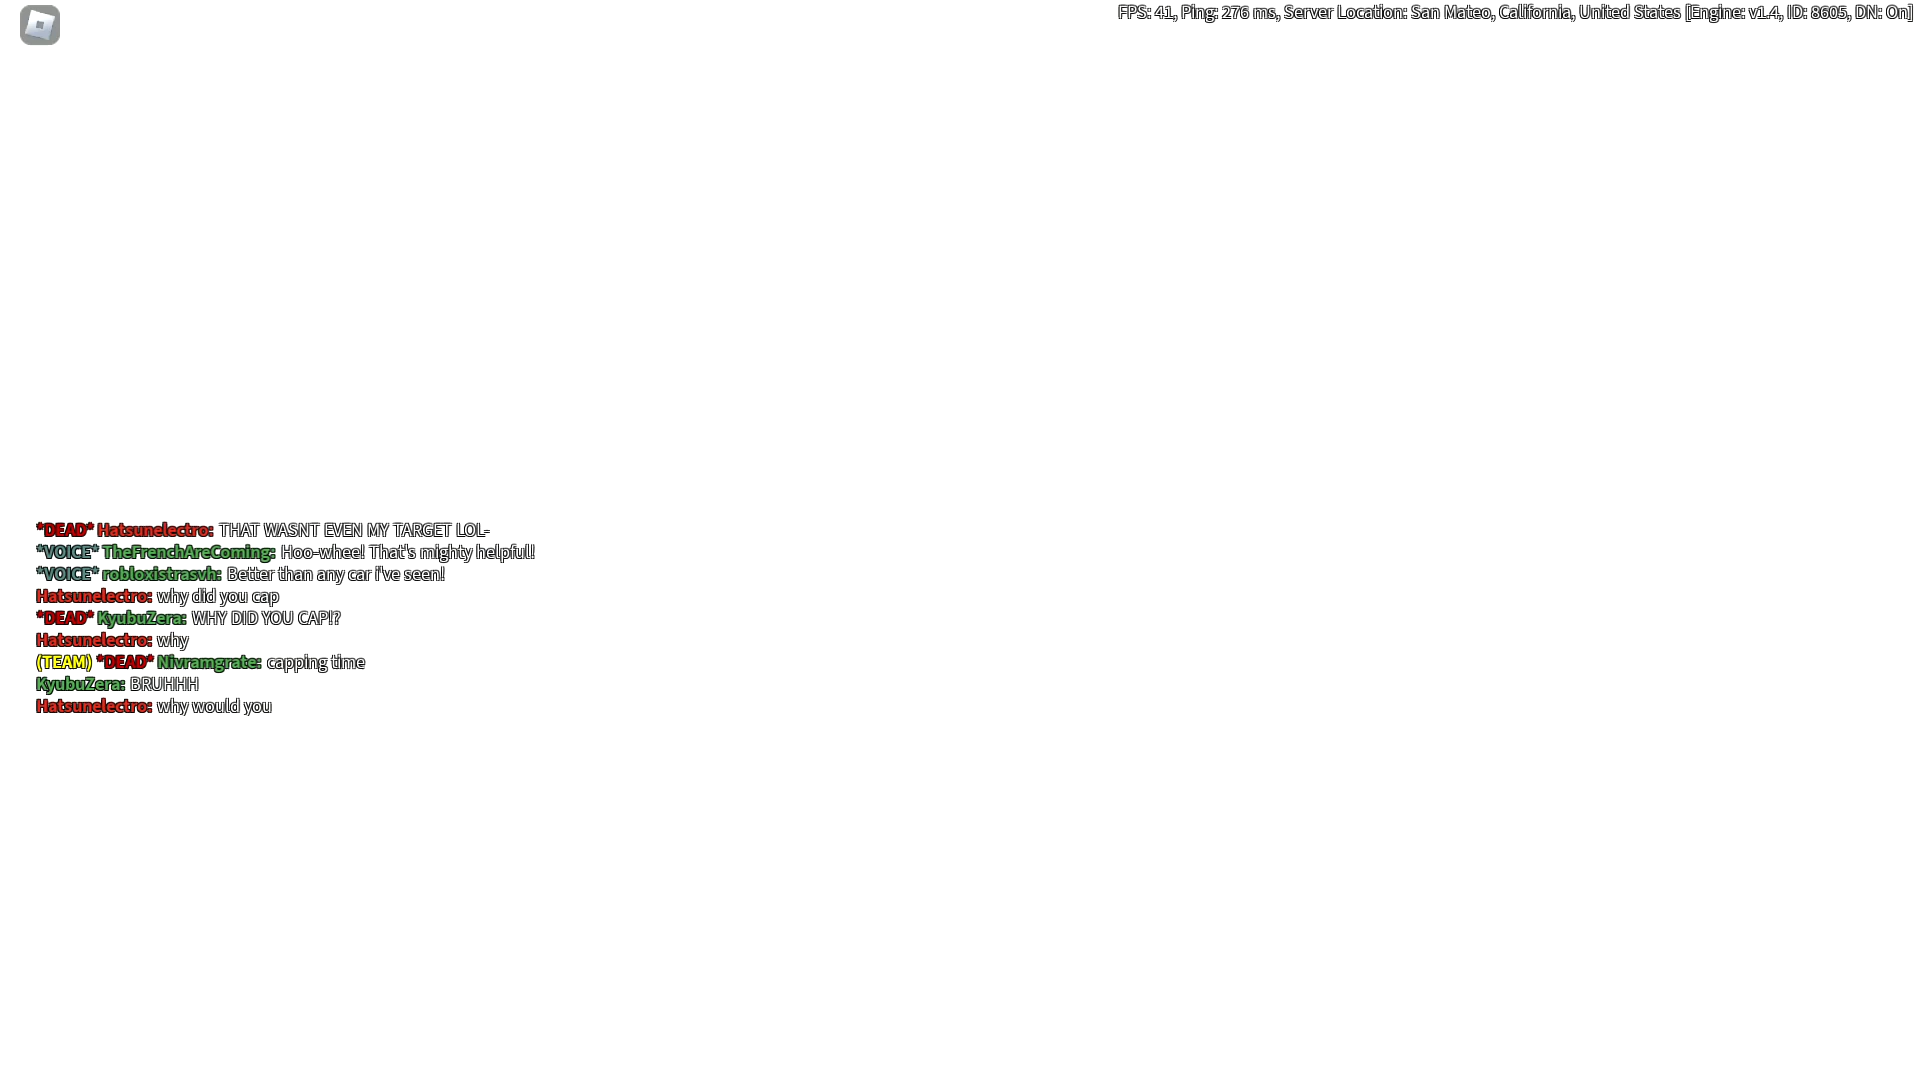 FPS: 41, Ping: 276 ms, Server Location: San Mateo, California, United States [Engine: v1.4, ID: 8605, DN: On]
*DEAD* Hatsunelectro: THAT WASNT EVEN MY TARGET LOL-
*VOICE* TheFrenchAreComing: Hoo-whee! That's mighty helpful!
*VOICE* robloxistrasvh: Better than any car i've seen!
Hatsunelectro: why did you cap
*DEAD* KyubuZera: WHY DID YOU CAP!?
Hatsunelectro: why
(TEAM) *DEAD* Nivramgrate: capping time
KyubuZera: BRUHHH
Hatsunelectro: why would you